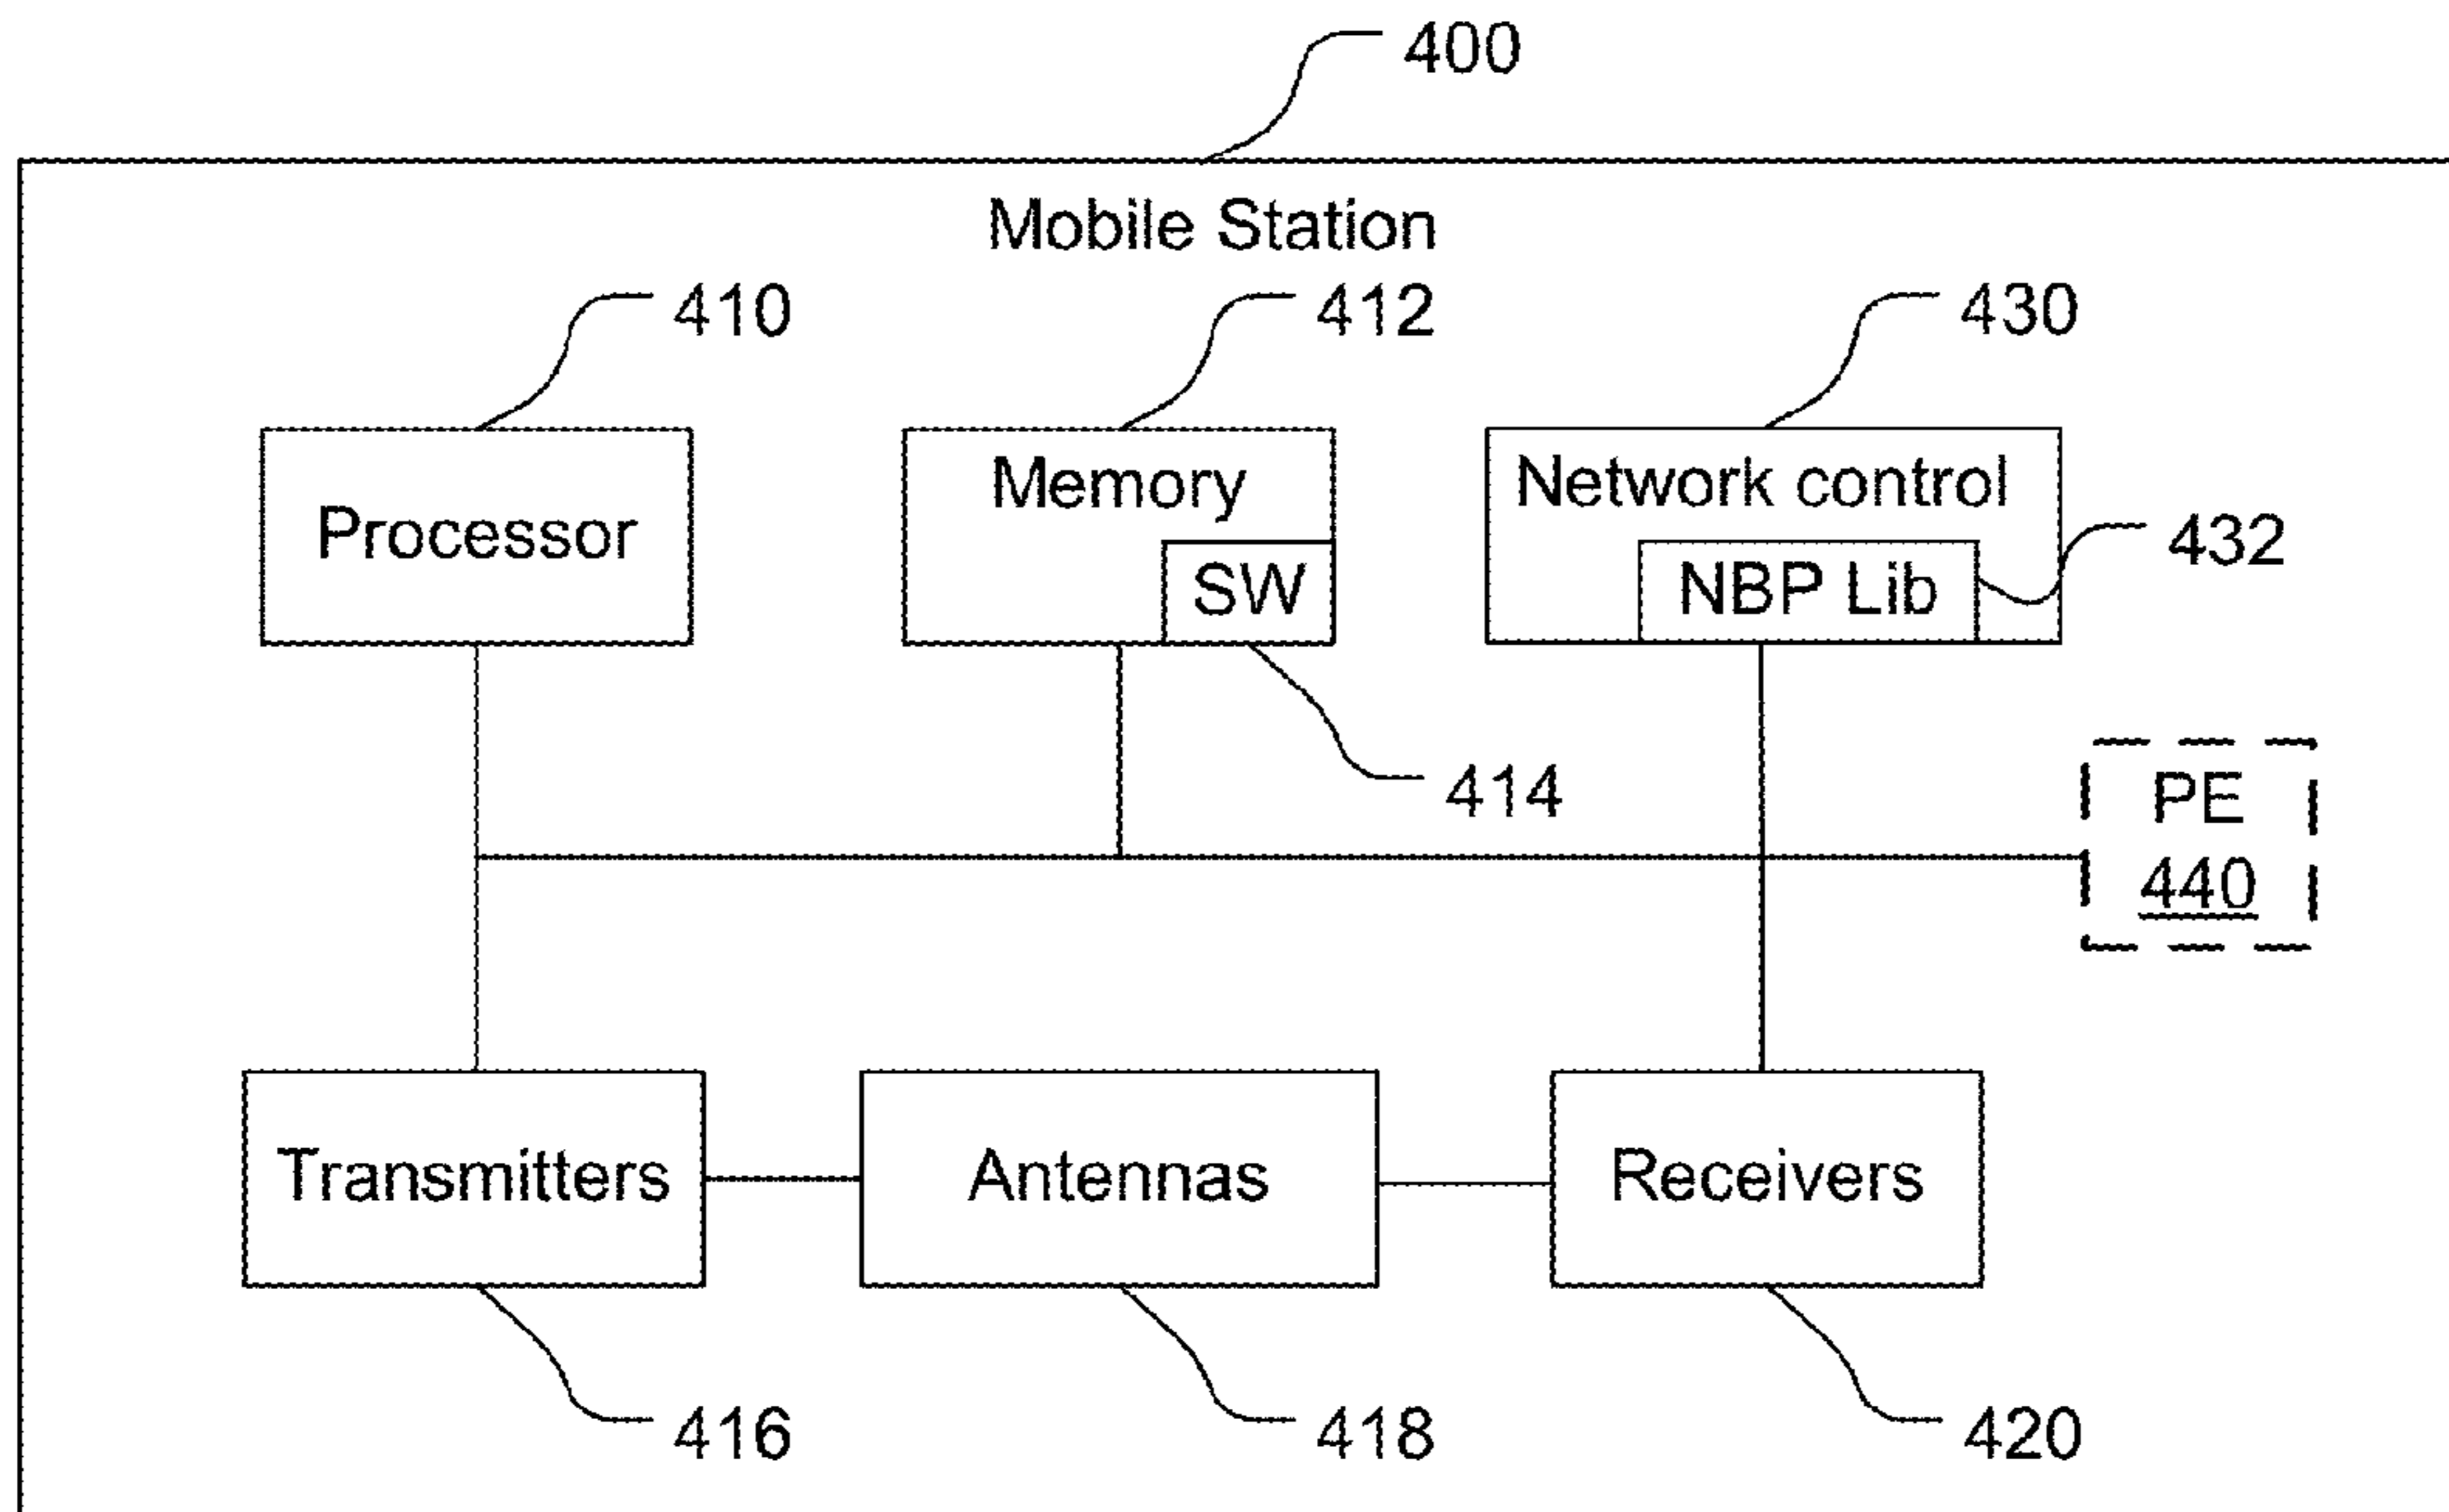 400
Mobile Station
410
412
430
Processor
Memory
SW
Network control
NBP Lib
432
414
PE
440
Transmitters
Antennas
Receivers
416
418
420